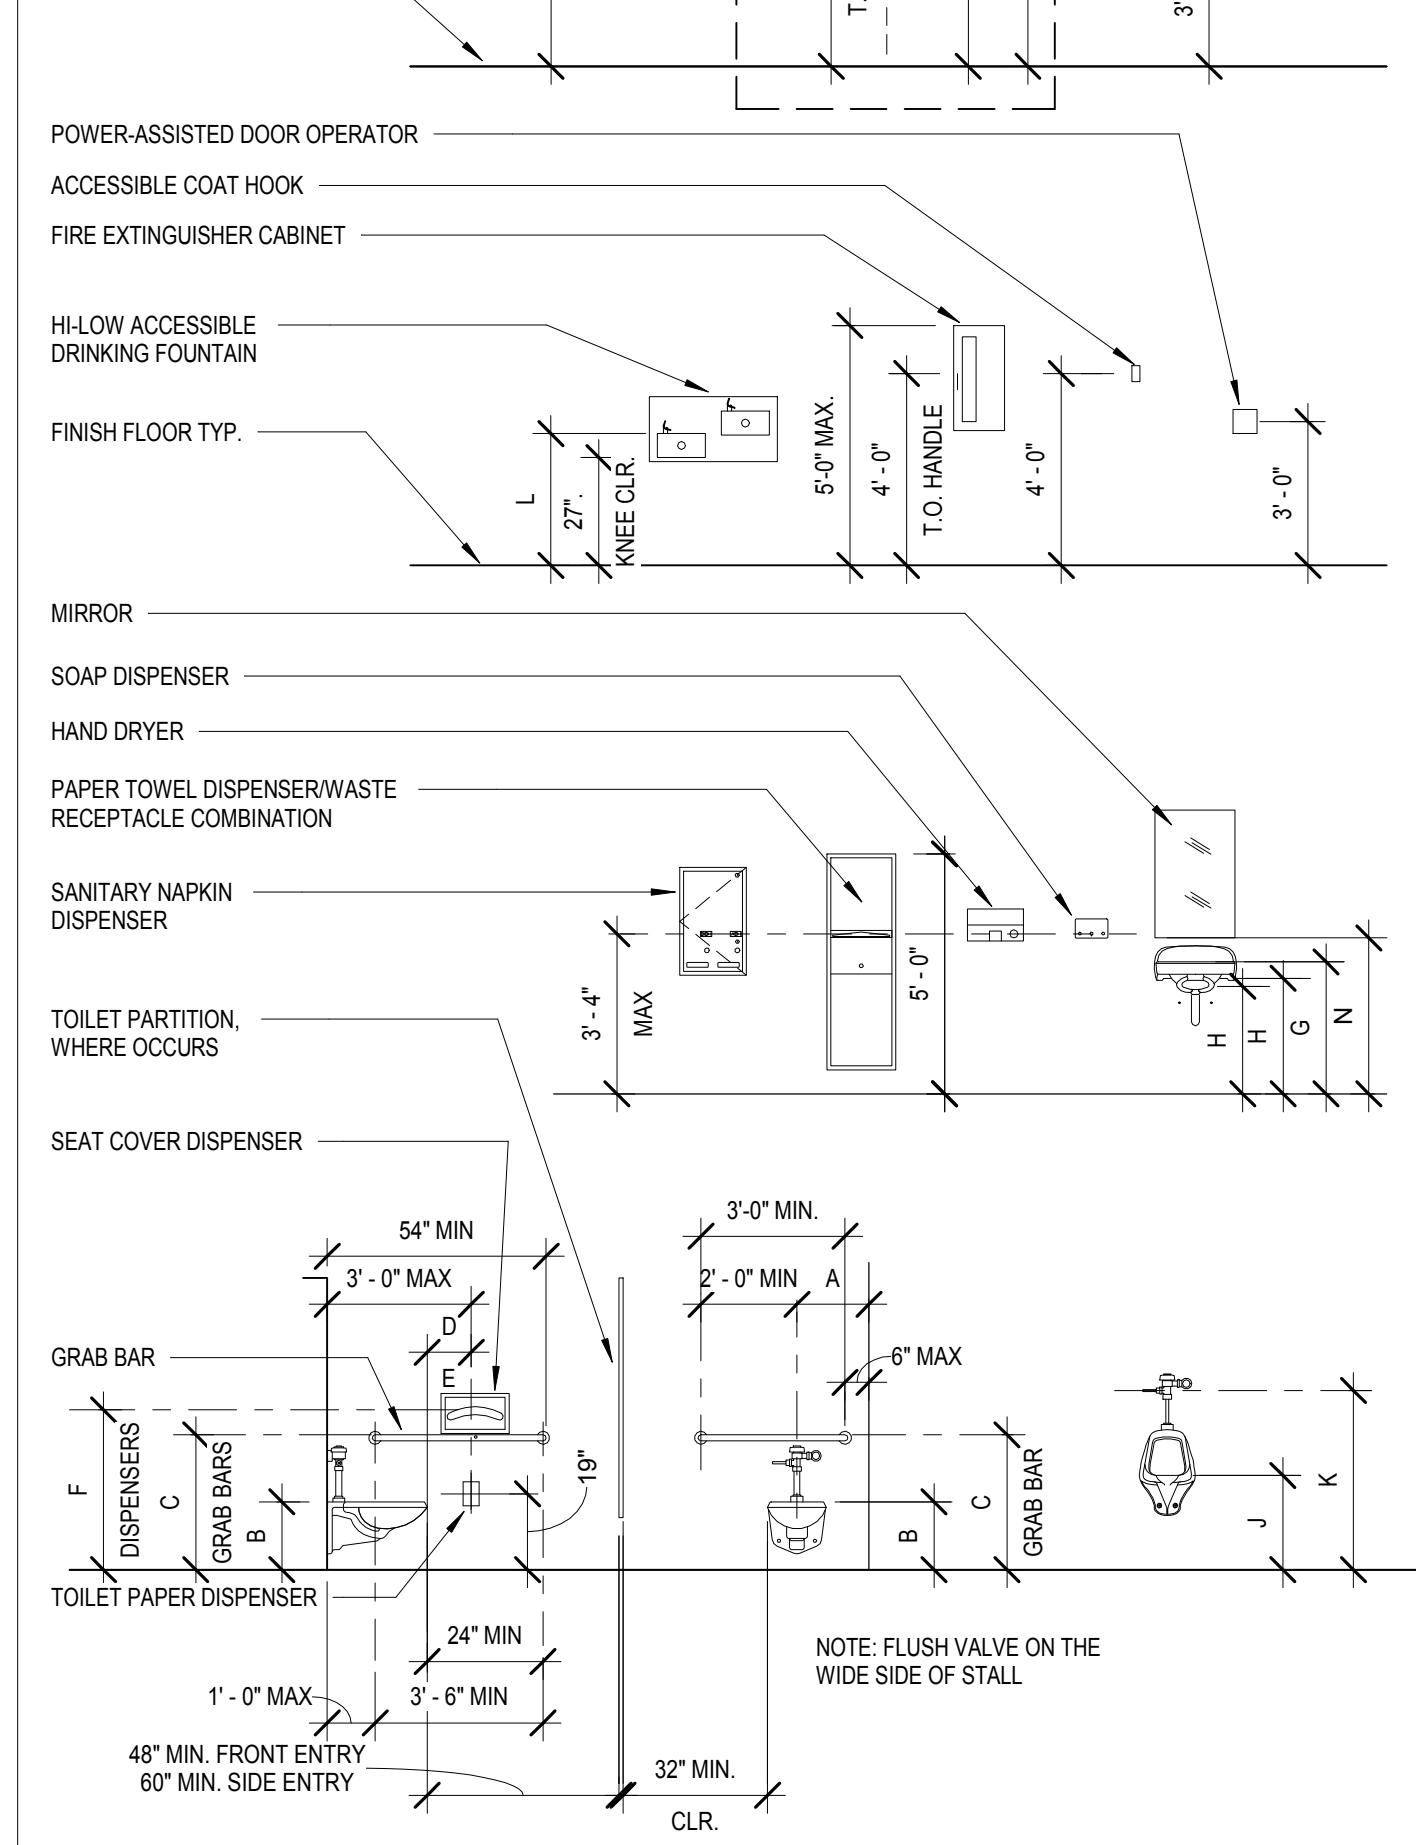 T.
3'
POWER-ASSISTED DOOR OPERATOR
ACCESSIBLE COAT HOOK
FIRE EXTINGUISHER CABINET
HI-LOW ACCESSIBLE
DRINKING FOUNTAIN
FINISH FLOOR TYP.
L
27".
KNEE CLR.
5'-0" MAX.
4' - 0"
T.O. HANDLE
4' - 0"
3' - 0"
MIRROR
SOAP DISPENSER
HAND DRYER
PAPER TOWEL DISPENSER/WASTE
RECEPTACLE COMBINATION
SANITARY NAPKIN
DISPENSER
3' - 4"
MAX
5' - 0"
H
H
G
N
TOILET PARTITION,
WHERE OCCURS
SEAT COVER DISPENSER
54" MIN
3' - 0" MAX
D
E
3'-0" MIN.
2' - 0" MIN
A
6" MAX
GRAB BAR
F
DISPENSERS
C
GRAB BARS
B
19"
B
C
GRAB BAR
J
K
TOILET PAPER DISPENSER
24" MIN
1' - 0" MAX
3' - 6" MIN
48" MIN. FRONT ENTRY
60" MIN. SIDE ENTRY
32" MIN.
CLR.
NOTE: FLUSH VALVE ON THE
WIDE SIDE OF STALL